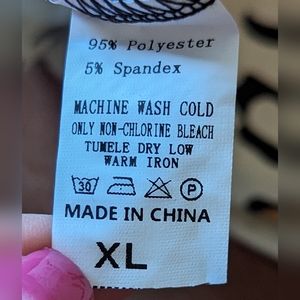 95% Polyester
5% Spandex
MACHINE WASH COLD
ONLY NON-CHLORINE BLEACH
TUMELE DRY LOW
WARM IRON
30 P
MADE IN CHINA
XL